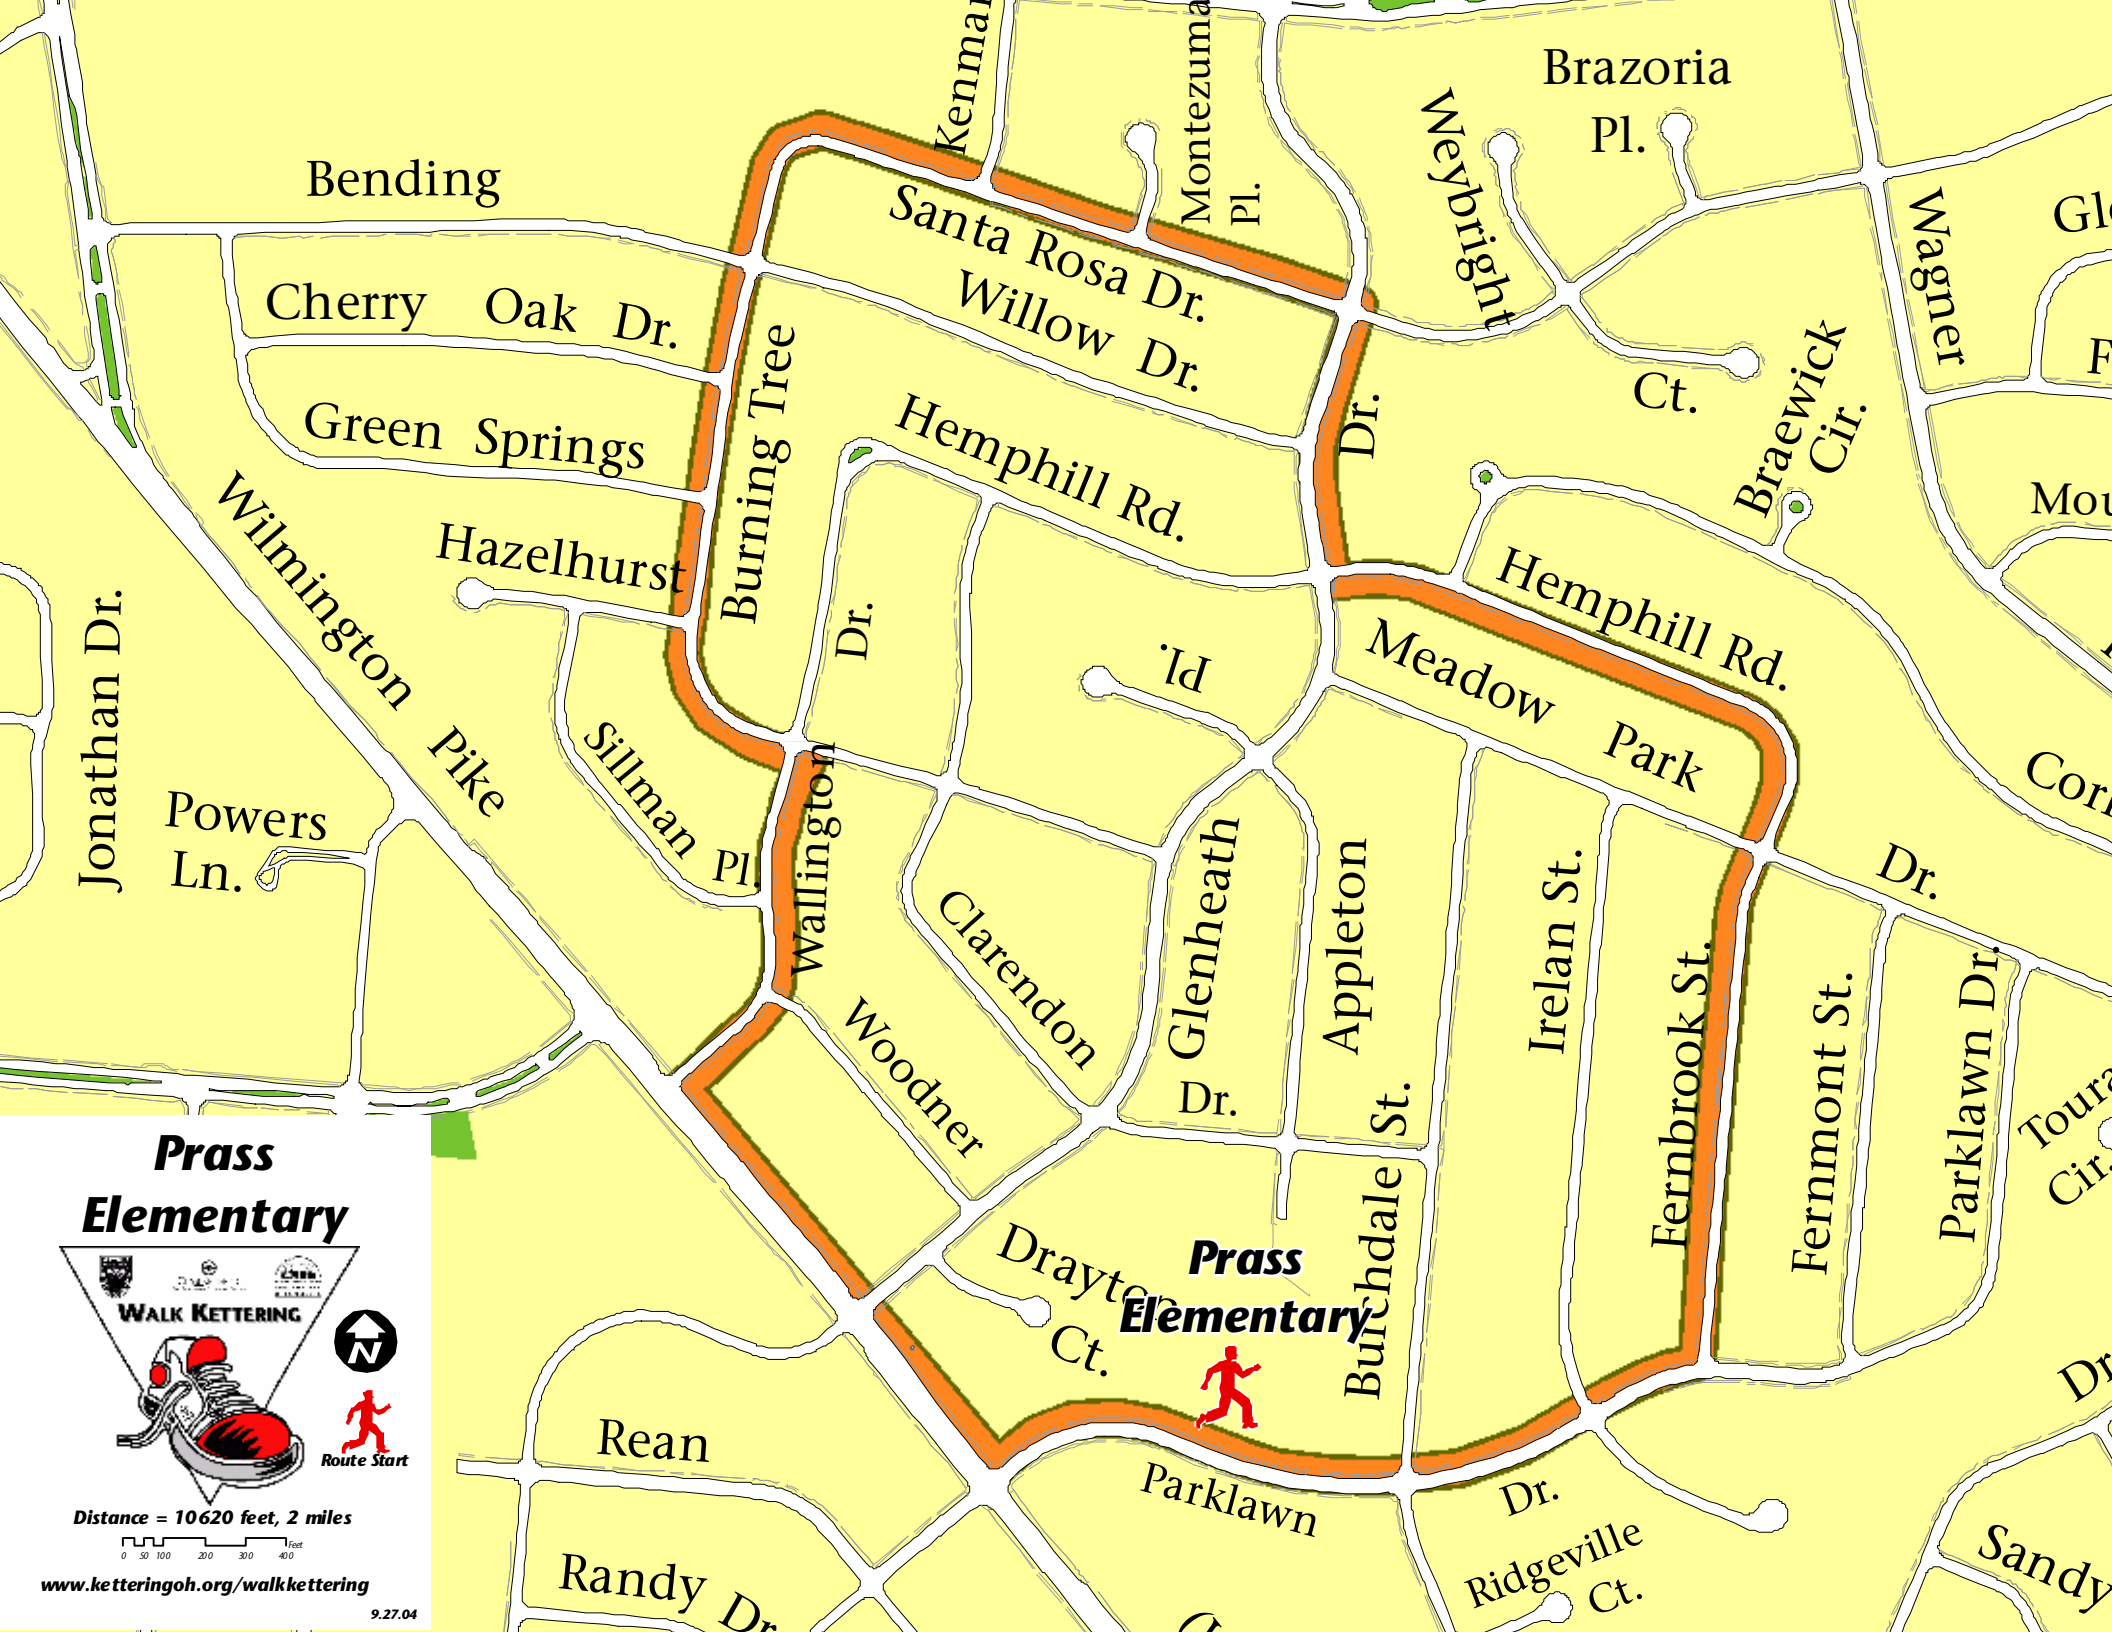 Brazoria
Pl.
Kenmar
Montezuma
Pl.
Weybright
Ct.
Bending
Willow Dr.
Santa Rosa Dr.
Wagner
Cherry Oak Dr.
Green Springs
Hazelhurst
Burning Tree
Dr.
Hemphill Rd.
Dr.
Braewick
Cir.
Hemphill Rd.
Meadow Park
Dr.
Pl.
Wilmington Pike
Jonathan Dr.
Powers
Ln.
Sillman Pl.
Wallington
Clarendon
Woodner
Glenheath
Dr.
Appleton
St.
Burchdale
Irelan St.
Fernbrook St.
Fernmont St.
Parklawn Dr.
Cir.
Drayton
Ct.
Prass
Elementary
Parklawn
Dr.
Ridgeville
Ct.
Rean
Randy Dr.
Sandy
Dr
Prass
Elementary
WALK KETTERING
N
Route Start
Distance = 10620 feet, 2 miles
0 50 100 200 300 400 Feet
www.ketteringoh.org/walkkettering
9.27.04